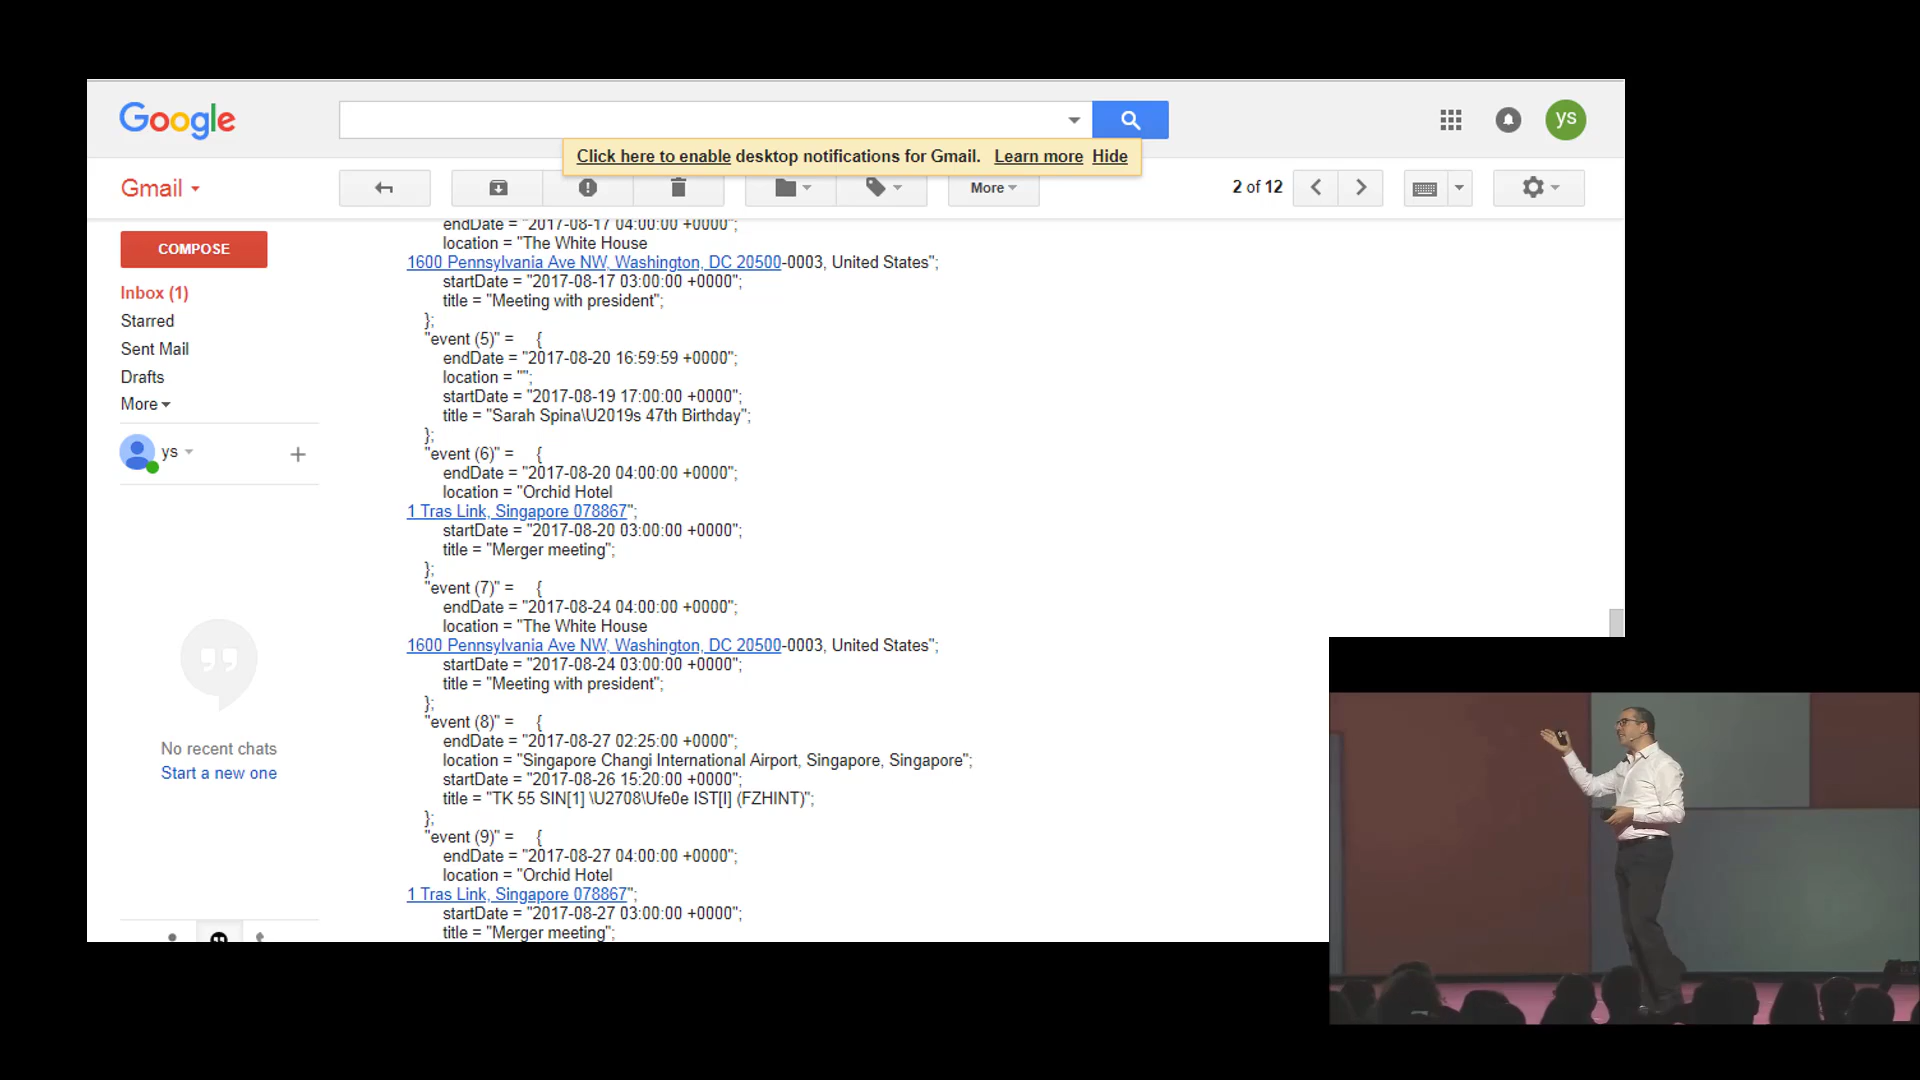 Google
ys
Click here to enable desktop notifications for Gmail. Learn more Hide
Gmail
More
2 of 12
COMPOSE
Inbox (1)
Starred
Sent Mail
Drafts
More
ys
No recent chats
Start a new one
endDate = "2017-08-17 04:00:00 +0000";
location = "The White House
1600 Pennsylvania Ave NW, Washington, DC 20500-0003, United States";
startDate = "2017-08-17 03:00:00 +0000";
title = "Meeting with president";
};
"event (5)" = {
endDate = "2017-08-20 16:59:59 +0000";
location = "";
startDate = "2017-08-19 17:00:00 +0000";
title = "Sarah Spina\U2019s 47th Birthday";
};
"event (6)" = {
endDate = "2017-08-20 04:00:00 +0000";
location = "Orchid Hotel
1 Tras Link, Singapore 078867";
startDate = "2017-08-20 03:00:00 +0000";
title = "Merger meeting";
};
"event (7)" = {
endDate = "2017-08-24 04:00:00 +0000";
location = "The White House
1600 Pennsylvania Ave NW, Washington, DC 20500-0003, United States";
startDate = "2017-08-24 03:00:00 +0000";
title = "Meeting with president";
};
"event (8)" = {
endDate = "2017-08-27 02:25:00 +0000";
location = "Singapore Changi International Airport, Singapore, Singapore";
startDate = "2017-08-26 15:20:00 +0000";
title = "TK 55 SIN[1] \U2708\Ufe0e IST[I] (FZHINT)";
};
"event (9)" = {
endDate = "2017-08-27 04:00:00 +0000";
location = "Orchid Hotel
1 Tras Link, Singapore 078867";
startDate = "2017-08-27 03:00:00 +0000";
title = "Merger meeting";